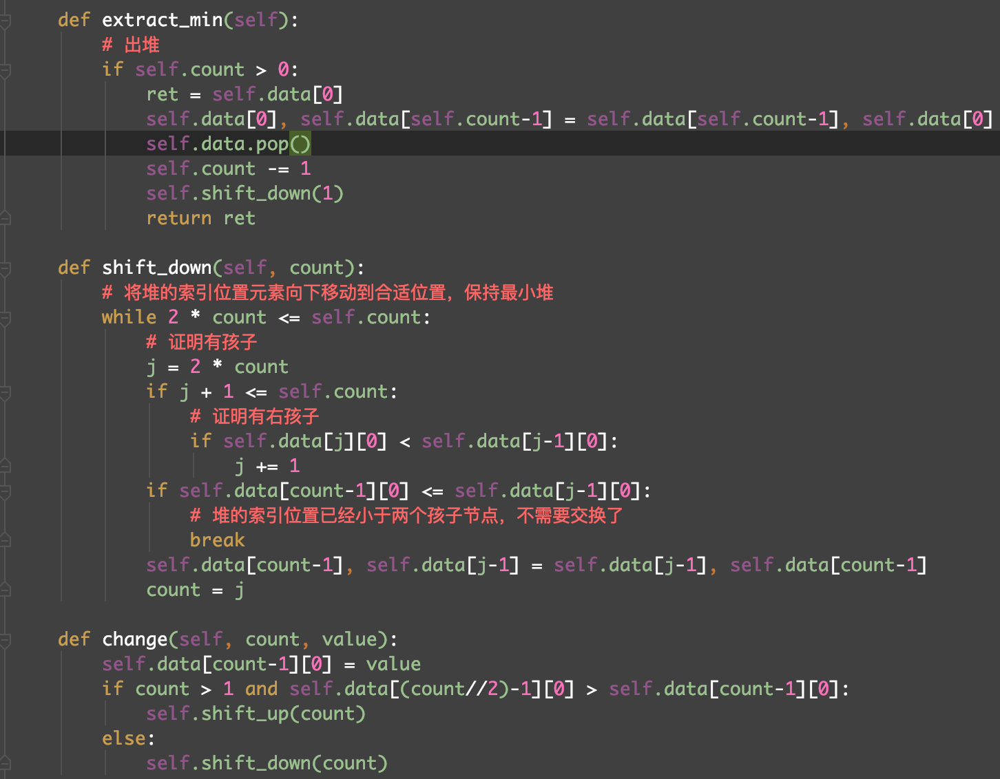 def extract_min(self):
# 出堆
if self.count > 0:
ret = self.data[0]
self.data[0], self.data[self.count-1] = self.data[self.count-1], self.data[0]
self.data.pop()
self.count -= 1
self.shift_down(1)
return ret
def shift_down(self, count):
# 将堆的索引位置元素向下移动到合适位置，保持最小堆
while 2 * count <= self.count:
# 证明有孩子
j = 2 * count
if j + 1 <= self.count:
# 证明有右孩子
if self.data[j][0] < self.data[j-1][0]:
j += 1
if self.data[count-1][0] <= self.data[j-1][0]:
# 堆的索引位置已经小于两个孩子节点，不需要交换了
break
self.data[count-1], self.data[j-1] = self.data[j-1], self.data[count-1]
count = j
def change(self, count, value):
self.data[count-1][0] = value
if count > 1 and self.data[(count//2)-1][0] > self.data[count-1][0]:
self.shift_up(count)
else:
self.shift_down(count)